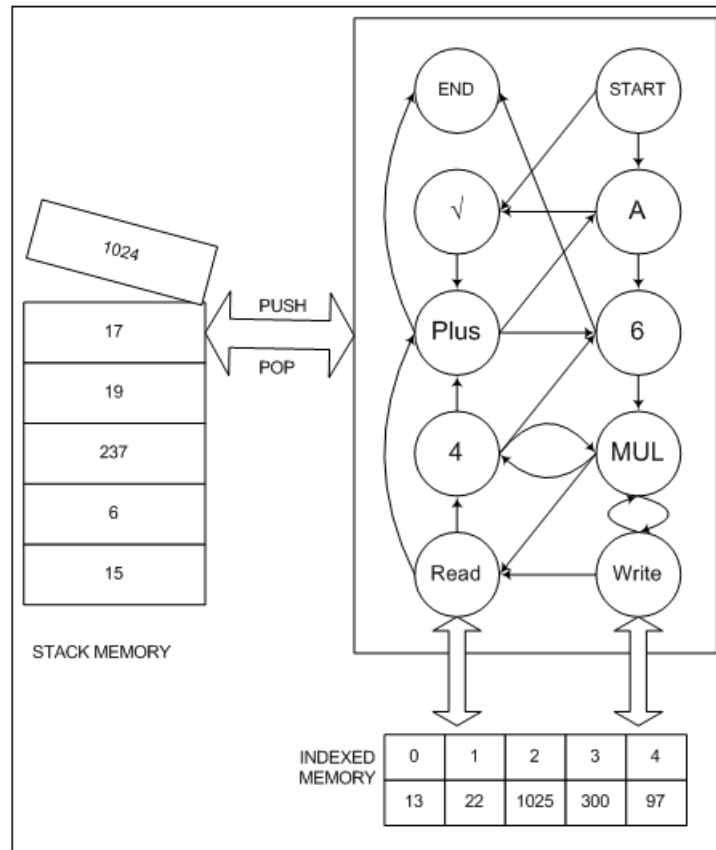 END START
√ A
1024
PUSH
17 Plus 6
POP
19
237 4 MUL
6
15 Read Write
STACK MEMORY
INDEXED MEMORY
0 1 2 3 4
13 22 1025 300 97